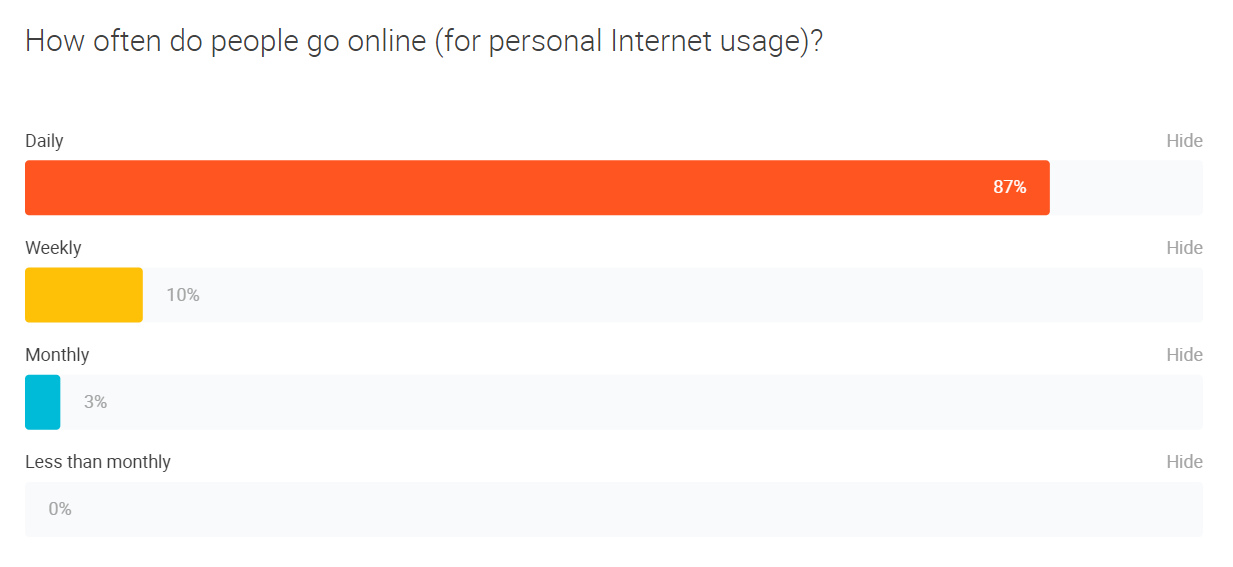 How often do people go online (for personal Internet usage)?
Daily Hide
87%
Weekly Hide
10%
Monthly Hide
3%
Less than monthly Hide
0%